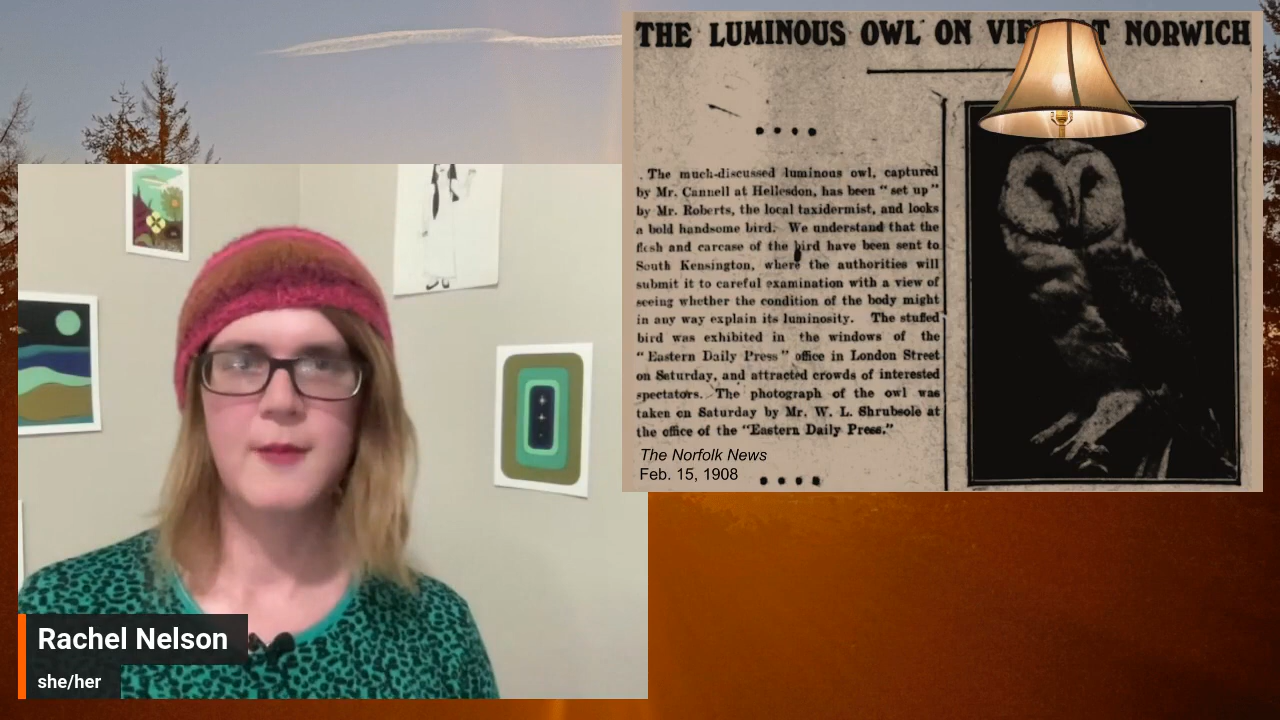 THE LUMINOUS OWL ON VIE T NORWICH
The much-discussed luminous owl, captured
by Mr. Cannell at Hellesdon, has been "set up"
by Mr. Roberts, the local taxidermist, and looks
a bold handsome bird. We understand that the
flesh and carcase of the bird have been sent to
South Kensington, where the authorities will
submit it to careful examination with a view of
seeing whether the condition of the body might
in any way explain its luminosity. The stuffed
bird was exhibited in the windows of the
"Eastern Daily Press" office in London Street
on Saturday, and attracted crowds of interested
spectators. The photograph of the owl was
taken on Saturday by Mr. W. L. Shrubsole at
the office of the "Eastern Daily Press."
The Norfolk News
Feb. 15, 1908
Rachel Nelson
she/her